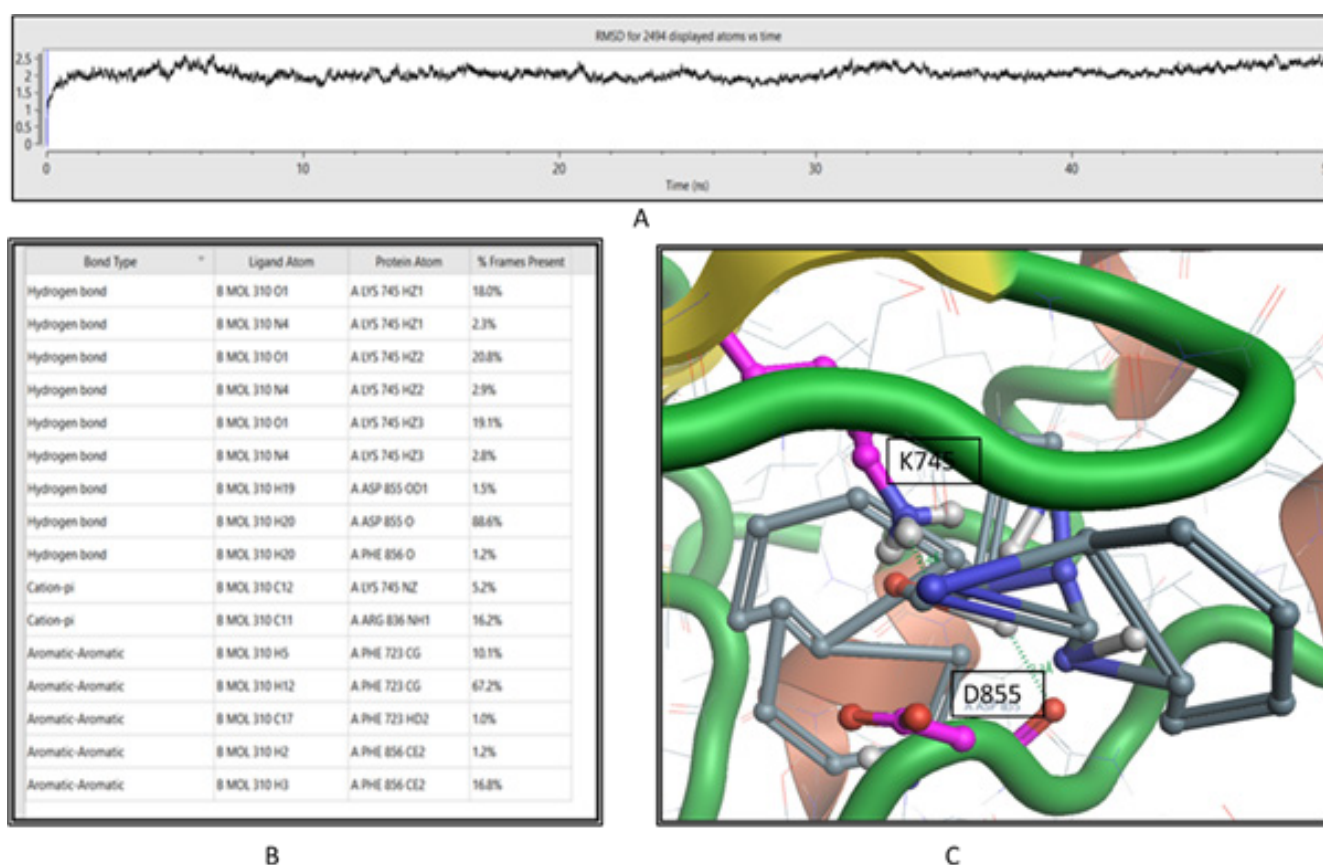 RMSD for 2494 displayed atoms vs time
2.5
2
1.5
1
0.5
0
0 10 20 30 40 5
Time (ns)
A
Bond Type Ligand Atom Protein Atom % Frames Present
Hydrogen bond B MOL 310 O1 A LYS 745 HZ1 18.0%
Hydrogen bond B MOL 310 N4 A LYS 745 HZ1 2.3%
Hydrogen bond B MOL 310 O1 A LYS 745 HZ2 20.8%
Hydrogen bond B MOL 310 N4 A LYS 745 HZ2 2.9%
Hydrogen bond B MOL 310 O1 A LYS 745 HZ3 19.1%
Hydrogen bond B MOL 310 N4 A LYS 745 HZ3 2.8%
Hydrogen bond B MOL 310 H19 A ASP 855 OD1 1.5%
Hydrogen bond B MOL 310 H20 A ASP 855 O 88.6%
Hydrogen bond B MOL 310 H20 A PHE 856 O 1.2%
Cation-pi B MOL 310 C12 A LYS 745 NZ 5.2%
Cation-pi B MOL 310 C11 A ARG 836 NH1 16.2%
Aromatic-Aromatic B MOL 310 H5 A PHE 723 CG 10.1%
Aromatic-Aromatic B MOL 310 H12 A PHE 723 CG 67.2%
Aromatic-Aromatic B MOL 310 C17 A PHE 723 HD2 1.0%
Aromatic-Aromatic B MOL 310 H2 A PHE 856 CE2 1.2%
Aromatic-Aromatic B MOL 310 H3 A PHE 856 CE2 16.8%
B
K745
D855
A ASP 855
C